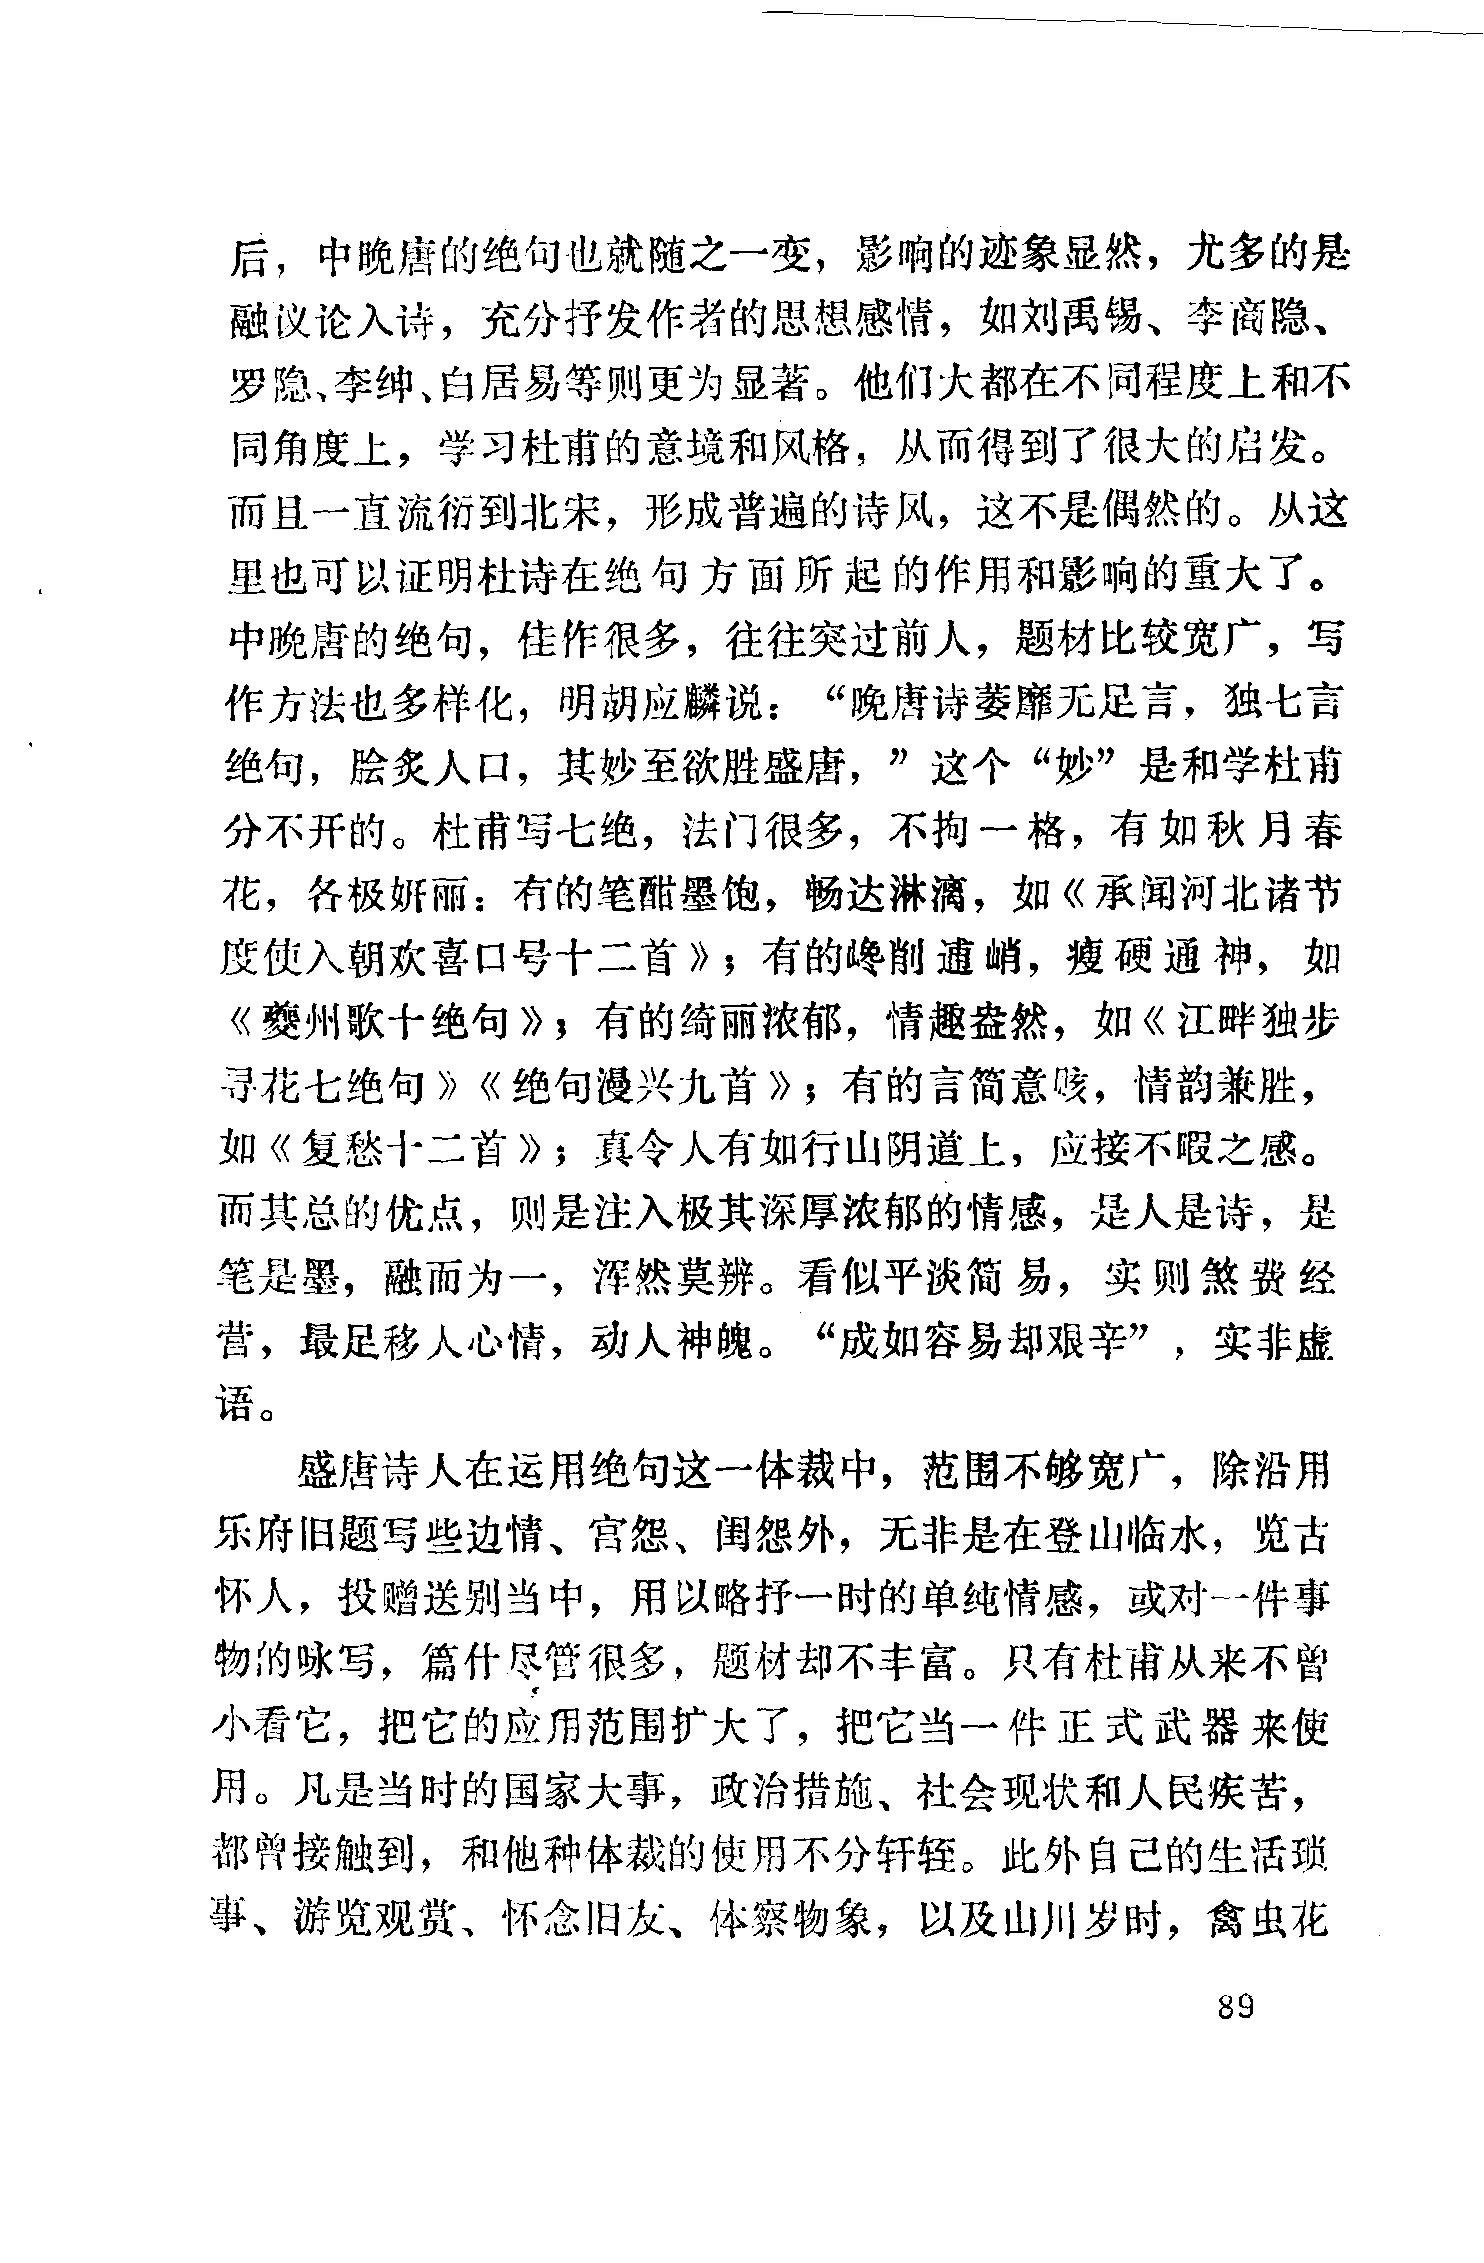 后，中晚唐的绝句也就随之一变，影响的迹象显然，尤多的是
融议论入诗，充分抒发作者的思想感情，如刘禹锡、李商隐、
罗隐、李绅、白居易等则更为显著。他们大都在不同程度上和不
同角度上，学习杜甫的意境和风格，从而得到了很大的启发。
而且一直流衍到北宋，形成普遍的诗风，这不是偶然的。从这
里也可以证明杜诗在绝句方面所起的作用和影响的重大了。
中晚唐的绝句，佳作很多，往往突过前人，题材比较宽广，写
作方法也多样化，明胡应麟说：“晚唐诗萎靡无足言，独七言
绝句，脍炙人口，其妙至欲胜盛唐，”这个“妙”是和学杜甫
分不开的。杜甫写七绝，法门很多，不拘一格，有如秋月春
花，各极妍丽：有的笔酣墨饱，畅达淋漓，如《承闻河北诸节
度使入朝欢喜口号十二首》；有的巉削逋峭，瘦硬通神，如
《夔州歌十绝句》；有的绮丽浓郁，情趣盎然，如《江畔独步
寻花七绝句》《绝句漫兴九首》；有的言简意赅，情韵兼胜，
如《复愁十二首》；真令人有如行山阴道上，应接不暇之感。
而其总的优点，则是注入极其深厚浓郁的情感，是人是诗，是
笔是墨，融而为一，浑然莫辨。看似平淡简易，实则煞费经
营，最足移人心情，动人神魄。“成如容易却艰辛”，实非虚
语。
盛唐诗人在运用绝句这一体裁中，范围不够宽广，除沿用
乐府旧题写些边情、宫怨、闺怨外，无非是在登山临水，览古
怀人，投赠送别当中，用以略抒一时的单纯情感，或对一件事
物的咏写，篇什尽管很多，题材却不丰富。只有杜甫从来不曾
小看它，把它的应用范围扩大了，把它当一件正式武器来使
用。凡是当时的国家大事，政治措施、社会现状和人民疾苦，
都曾接触到，和他种体裁的使用不分轩轾。此外自己的生活琐
事、游览观赏、怀念旧友、体察物象，以及山川岁时，禽虫花
89